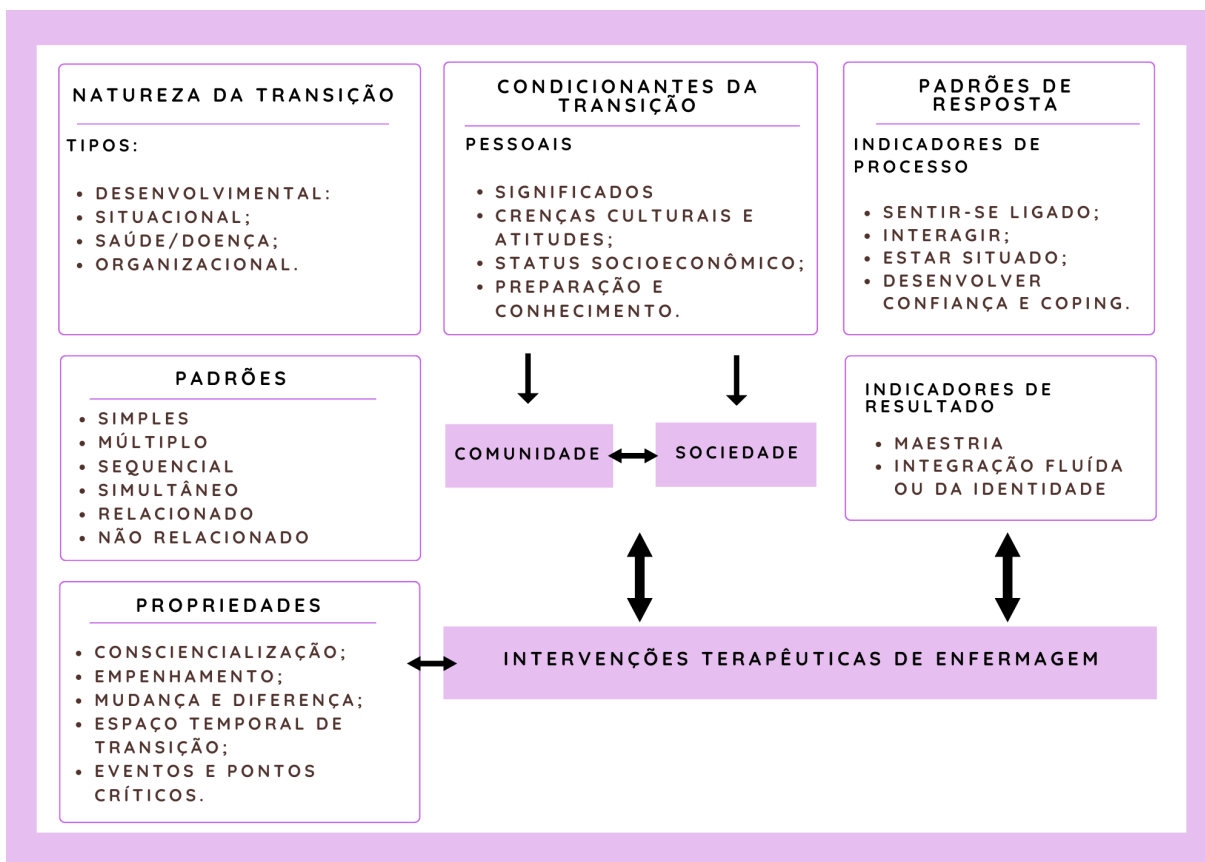 NATUREZA DA TRANSIÇÃO
TIPOS:
• DESENVOLVIMENTAL:
• SITUACIONAL;
• SAÚDE/DOENÇA;
• ORGANIZACIONAL.
PADRÕES
• SIMPLES
• MÚLTIPLO
• SEQUENCIAL
• SIMULTÂNEO
• RELACIONADO
• NÃO RELACIONADO
PROPRIEDADES
• CONSCIENCIALIZAÇÃO;
• EMPENHAMENTO;
• MUDANÇA E DIFERENÇA;
• ESPAÇO TEMPORAL DE
TRANSIÇÃO;
• EVENTOS E PONTOS
CRÍTICOS.
CONDICIONANTES DA
TRANSIÇÃO
PESSOAIS
• SIGNIFICADOS
• CRENÇAS CULTURAIS E
ATITUDES;
• STATUS SOCIOECONÔMICO;
• PREPARAÇÃO E
CONHECIMENTO.
COMUNIDADE
SOCIEDADE
PADRÕES DE
RESPOSTA
INDICADORES DE
PROCESSO
• SENTIR-SE LIGADO;
• INTERAGIR;
• ESTAR SITUADO;
• DESENVOLVER
CONFIANÇA E COPING.
INDICADORES DE
RESULTADO
• MAESTRIA
• INTEGRAÇÃO FLUÍDA
OU DA IDENTIDADE
INTERVENÇÕES TERAPÊUTICAS DE ENFERMAGEM